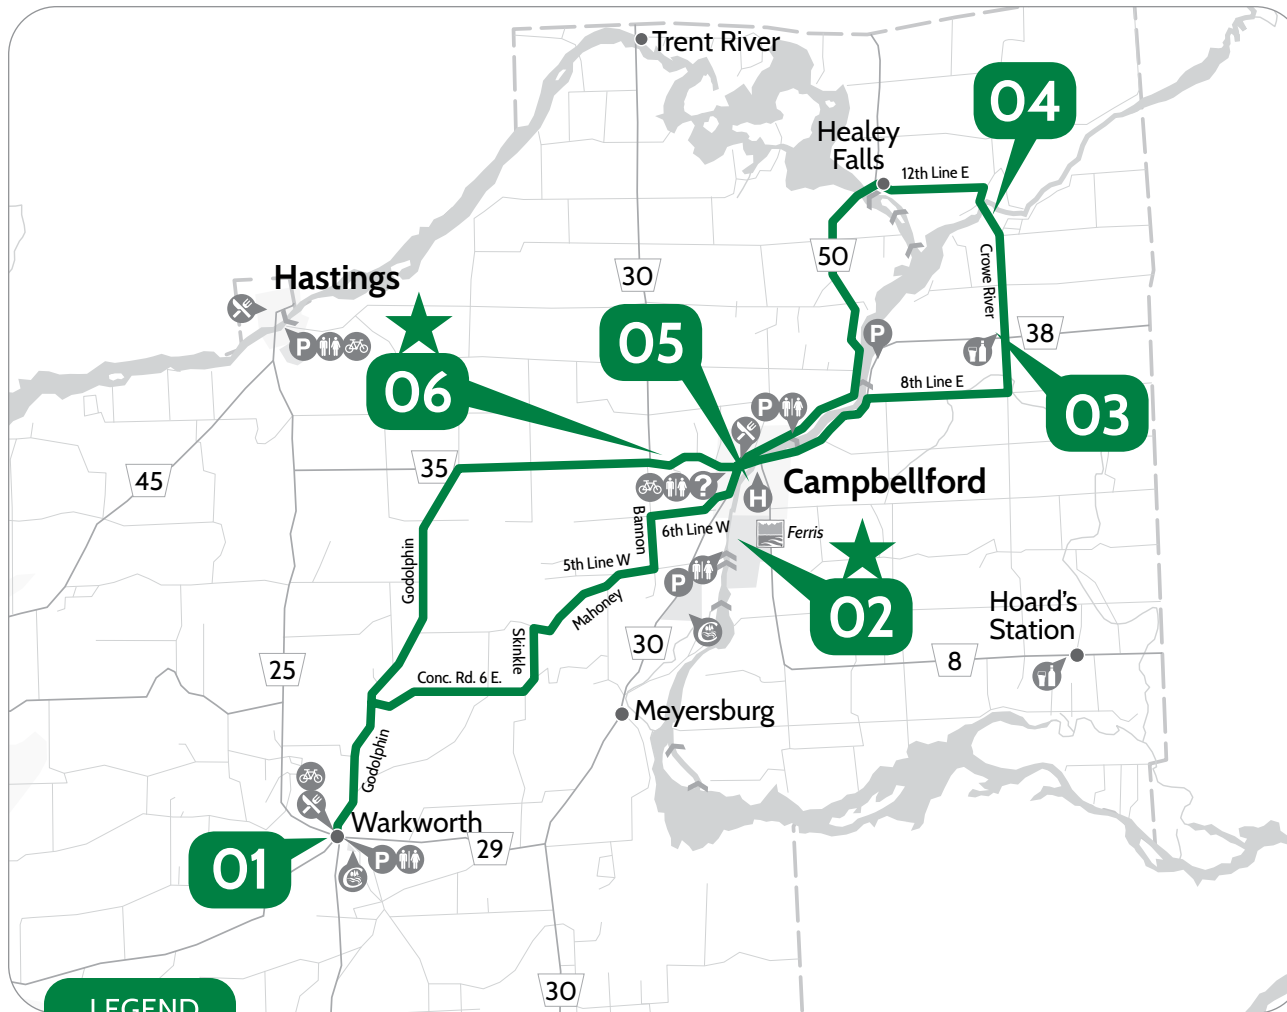 Trent River
04
Healey
Falls
12th Line E
50
Crowe River
Hastings
30
P
05
P
38
06
8th Line E
03
P
45
35
?
H
Campbellford
Bannon
6th Line W
Ferris
Godolphin
5th Line W
P
Mahoney
02
Hoard's
Station
Skinkle
30
8
25
Conc. Rd. 6 E.
Meyersburg
Godolphin
Warkworth
29
01
P
30
LEGEND